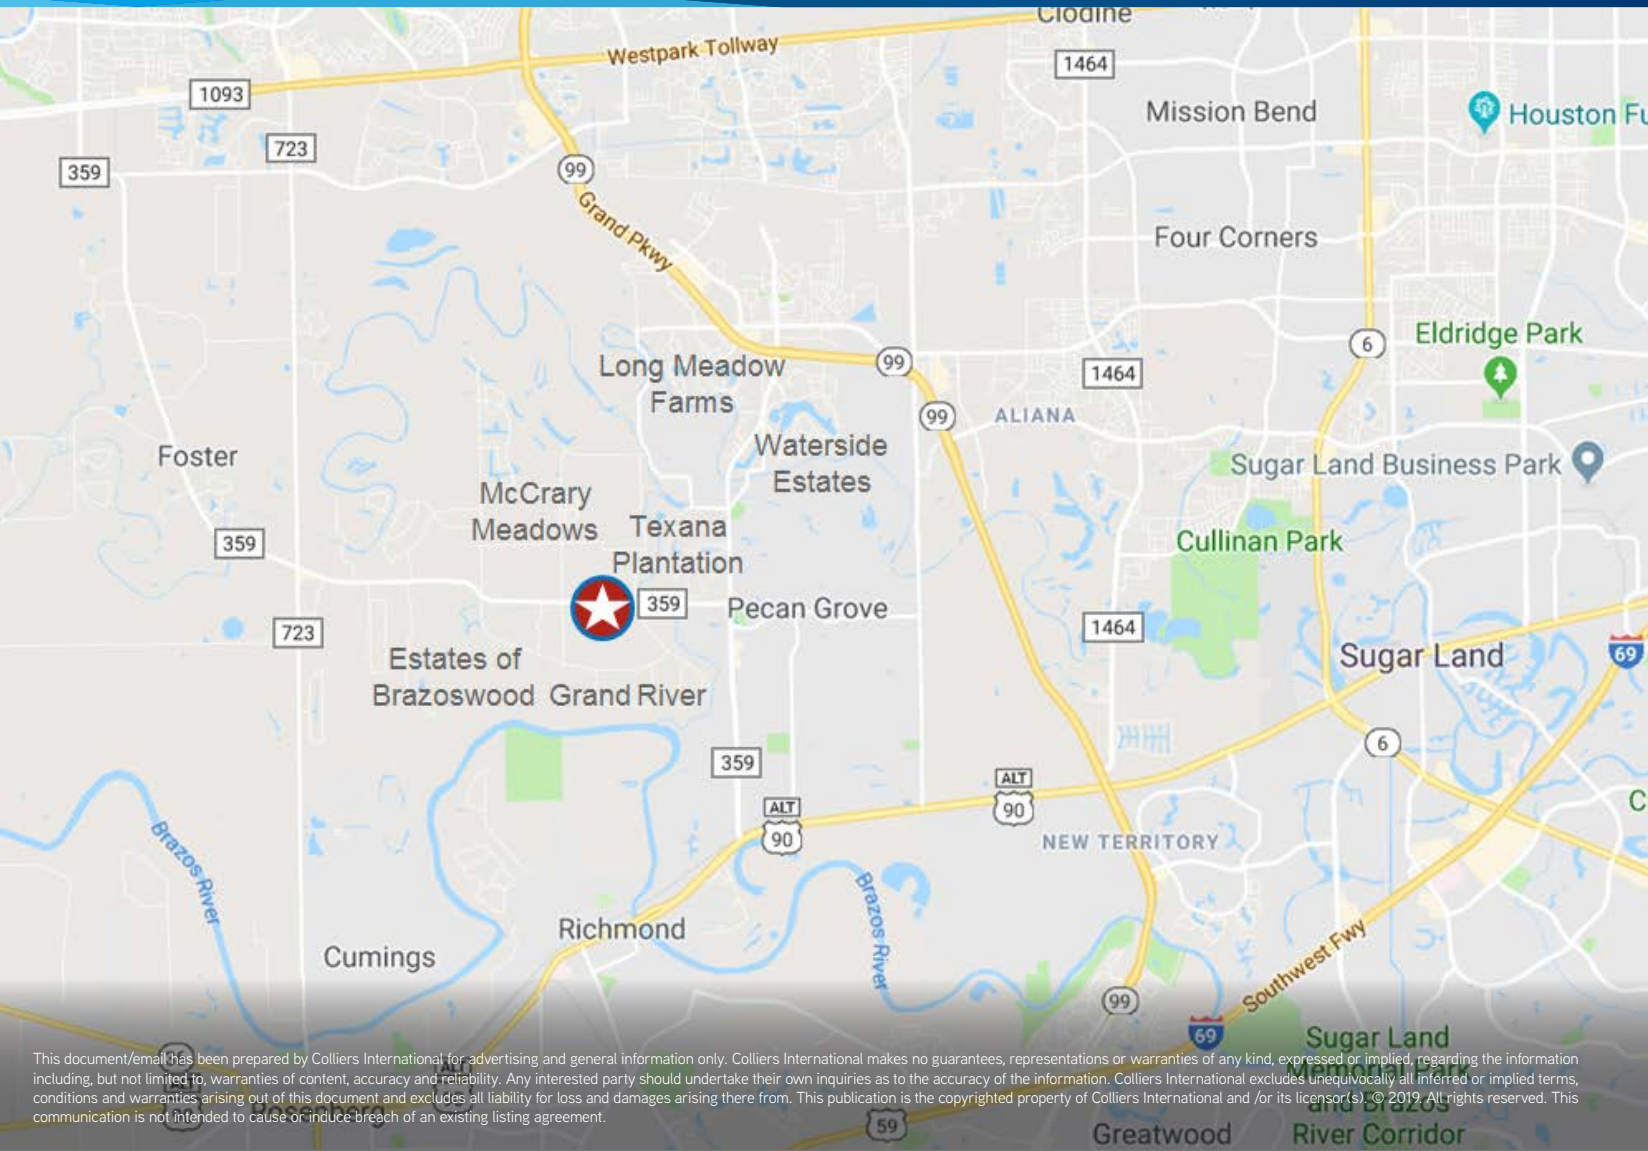 Clodine
Westpark Tollway
1464
1093
Mission Bend
Houston Fu
723
359
99
Grand Pkwy
Four Corners
6
Eldridge Park
Long Meadow
Farms
99
1464
99
ALIANA
Waterside
Estates
Foster
Sugar Land Business Park
McCrary
Meadows
Texana
Plantation
359
Cullinan Park
359
Pecan Grove
723
1464
Sugar Land
69
Estates of
Brazoswood
Grand River
6
359
ALT
90
ALT
90
C
NEW TERRITORY
Brazos River
Brazos River
Richmond
Southwest Fwy
Cumings
99
69
Sugar Land
Memorial Park
and Brazos
River Corridor
ALT
ALT
Rosenberg
59
Greatwood
This document/email has been prepared by Colliers International for advertising and general information only. Colliers International makes no guarantees, representations or warranties of any kind, expressed or implied, regarding the information
including, but not limited to, warranties of content, accuracy and reliability. Any interested party should undertake their own inquiries as to the accuracy of the information. Colliers International excludes unequivocally all inferred or implied terms,
conditions and warranties arising out of this document and excludes all liability for loss and damages arising there from. This publication is the copyrighted property of Colliers International and /or its licensor(s). © 2019. All rights reserved. This
communication is not intended to cause or induce breach of an existing listing agreement.